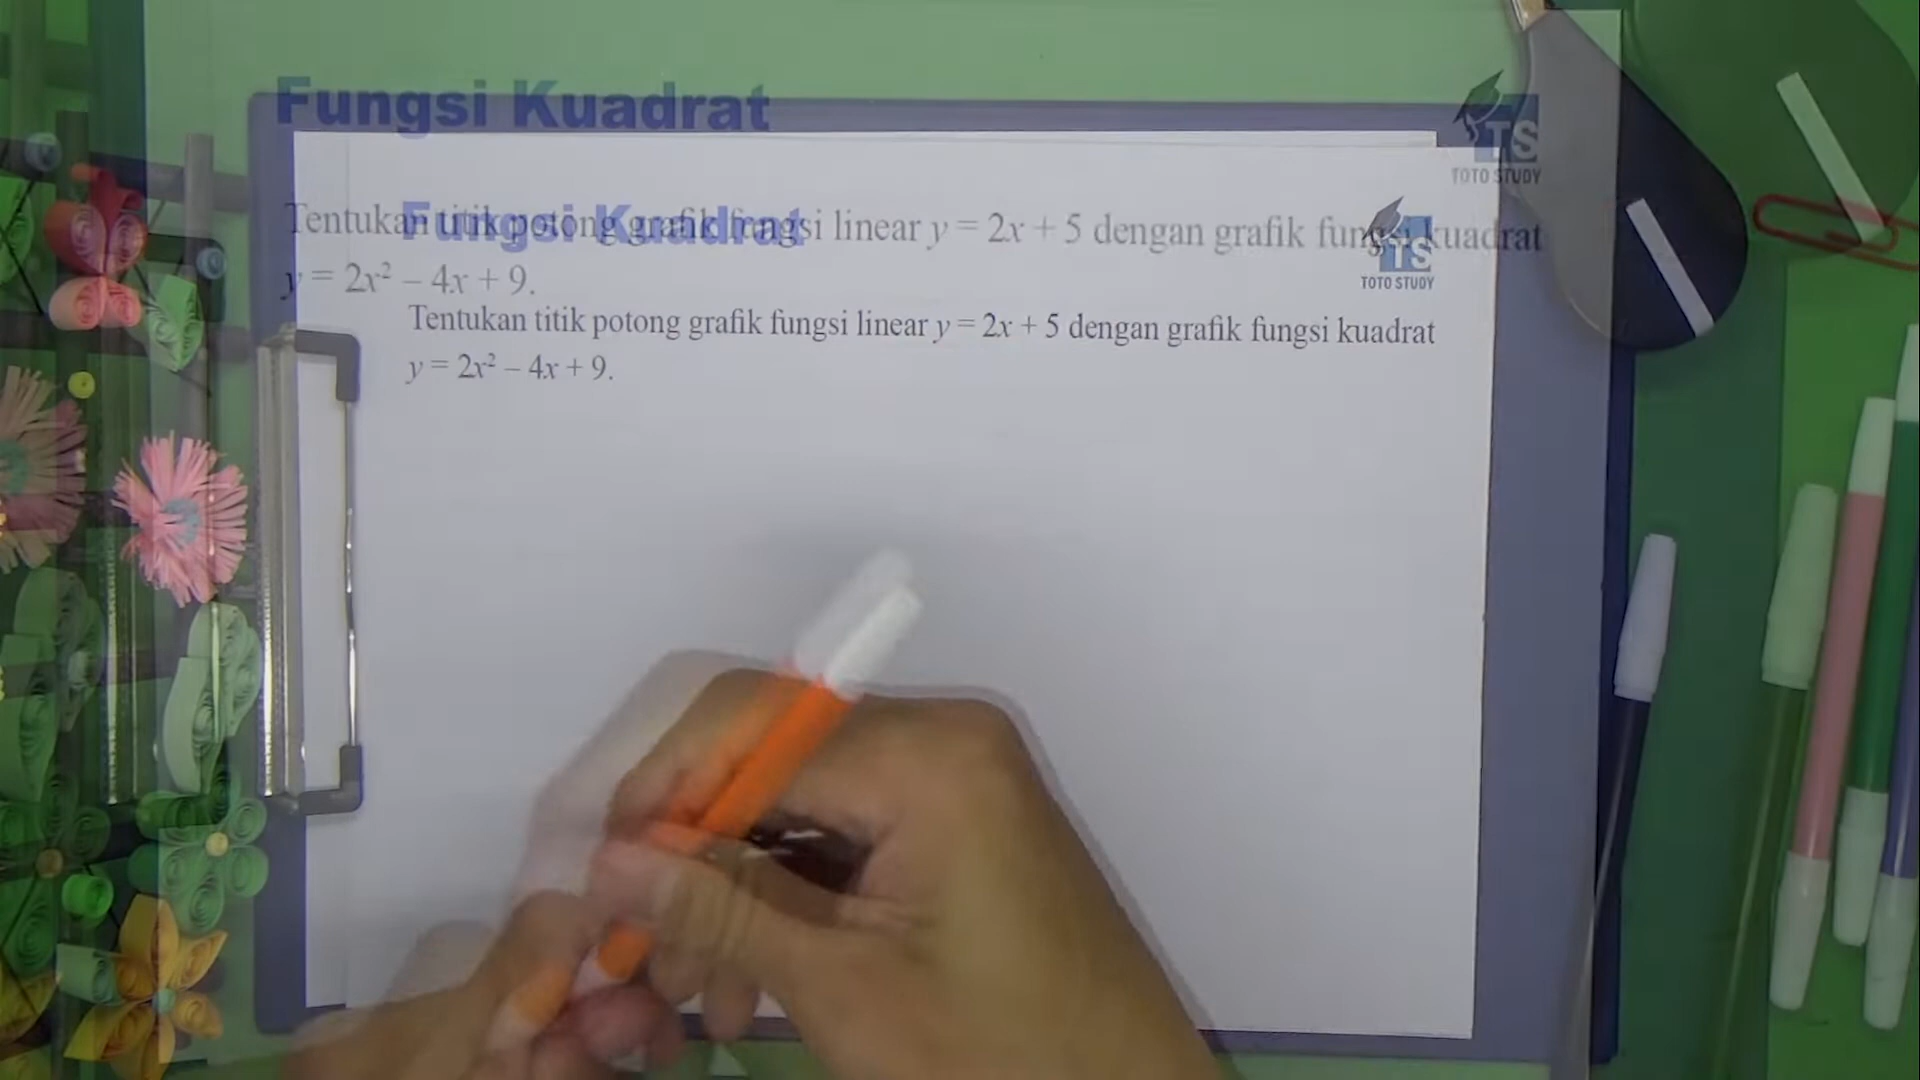 Fungsi Kuadrat
TS
TOTO STUDY
Tentukan titik potong grafik fungsi linear y = 2x + 5 dengan grafik fungsi kuadrat
y = 2x² – 4x + 9.
Fungsi Kuadrat
TS
TOTO STUDY
Tentukan titik potong grafik fungsi linear y = 2x + 5 dengan grafik fungsi kuadrat
y = 2x² – 4x + 9.